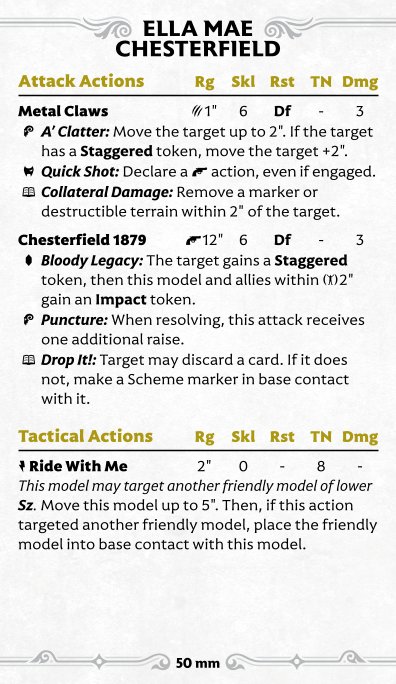 ELLA MAE
CHESTERFIELD
Attack Actions Rg Skl Rst TN Dmg
Metal Claws 1" 6 Df - 3
A' Clatter: Move the target up to 2". If the target
has a Staggered token, move the target +2".
Quick Shot: Declare a action, even if engaged.
Collateral Damage: Remove a marker or
destructible terrain within 2" of the target.
Chesterfield 1879 12" 6 Df - 3
Bloody Legacy: The target gains a Staggered
token, then this model and allies within 2"
gain an Impact token.
Puncture: When resolving, this attack receives
one additional raise.
Drop It!: Target may discard a card. If it does
not, make a Scheme marker in base contact
with it.
Tactical Actions Rg Skl Rst TN Dmg
Ride With Me 2" 0 - 8 -
This model may target another friendly model of lower
Sz. Move this model up to 5". Then, if this action
targeted another friendly model, place the friendly
model into base contact with this model.
50 mm